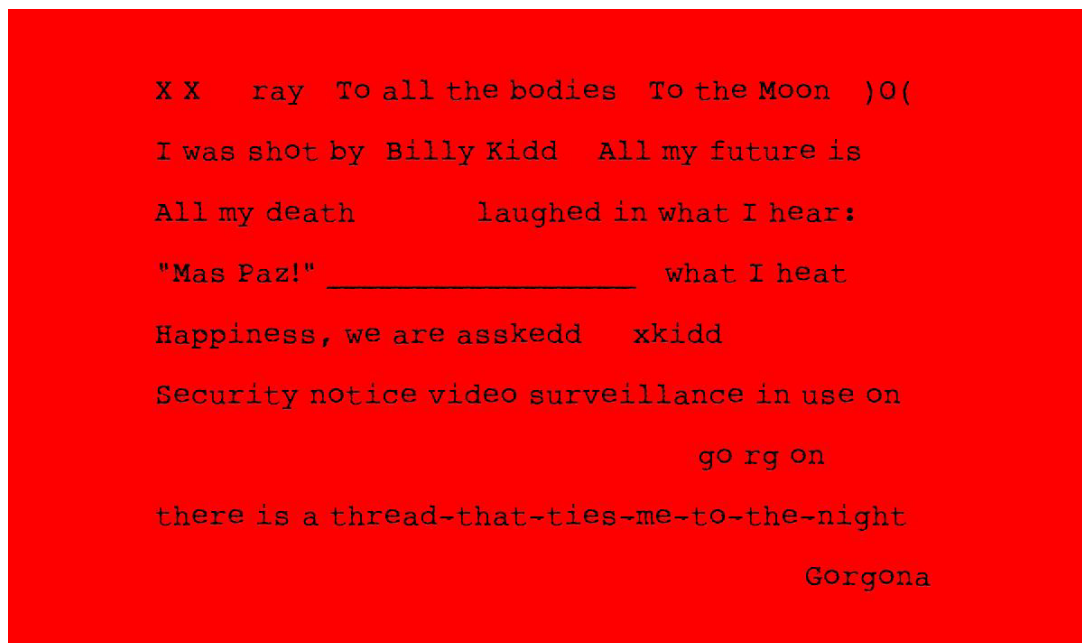 X X ray To all the bodies To the Moon )O(
I was shot by Billy Kidd All my future is
All my death laughed in what I hear:
"Mas Paz!" _________________ what I heat
Happiness, we are asskedd xkidd
Security notice video surveillance in use on
go rg on
there is a thread-that-ties-me-to-the-night
Gorgona